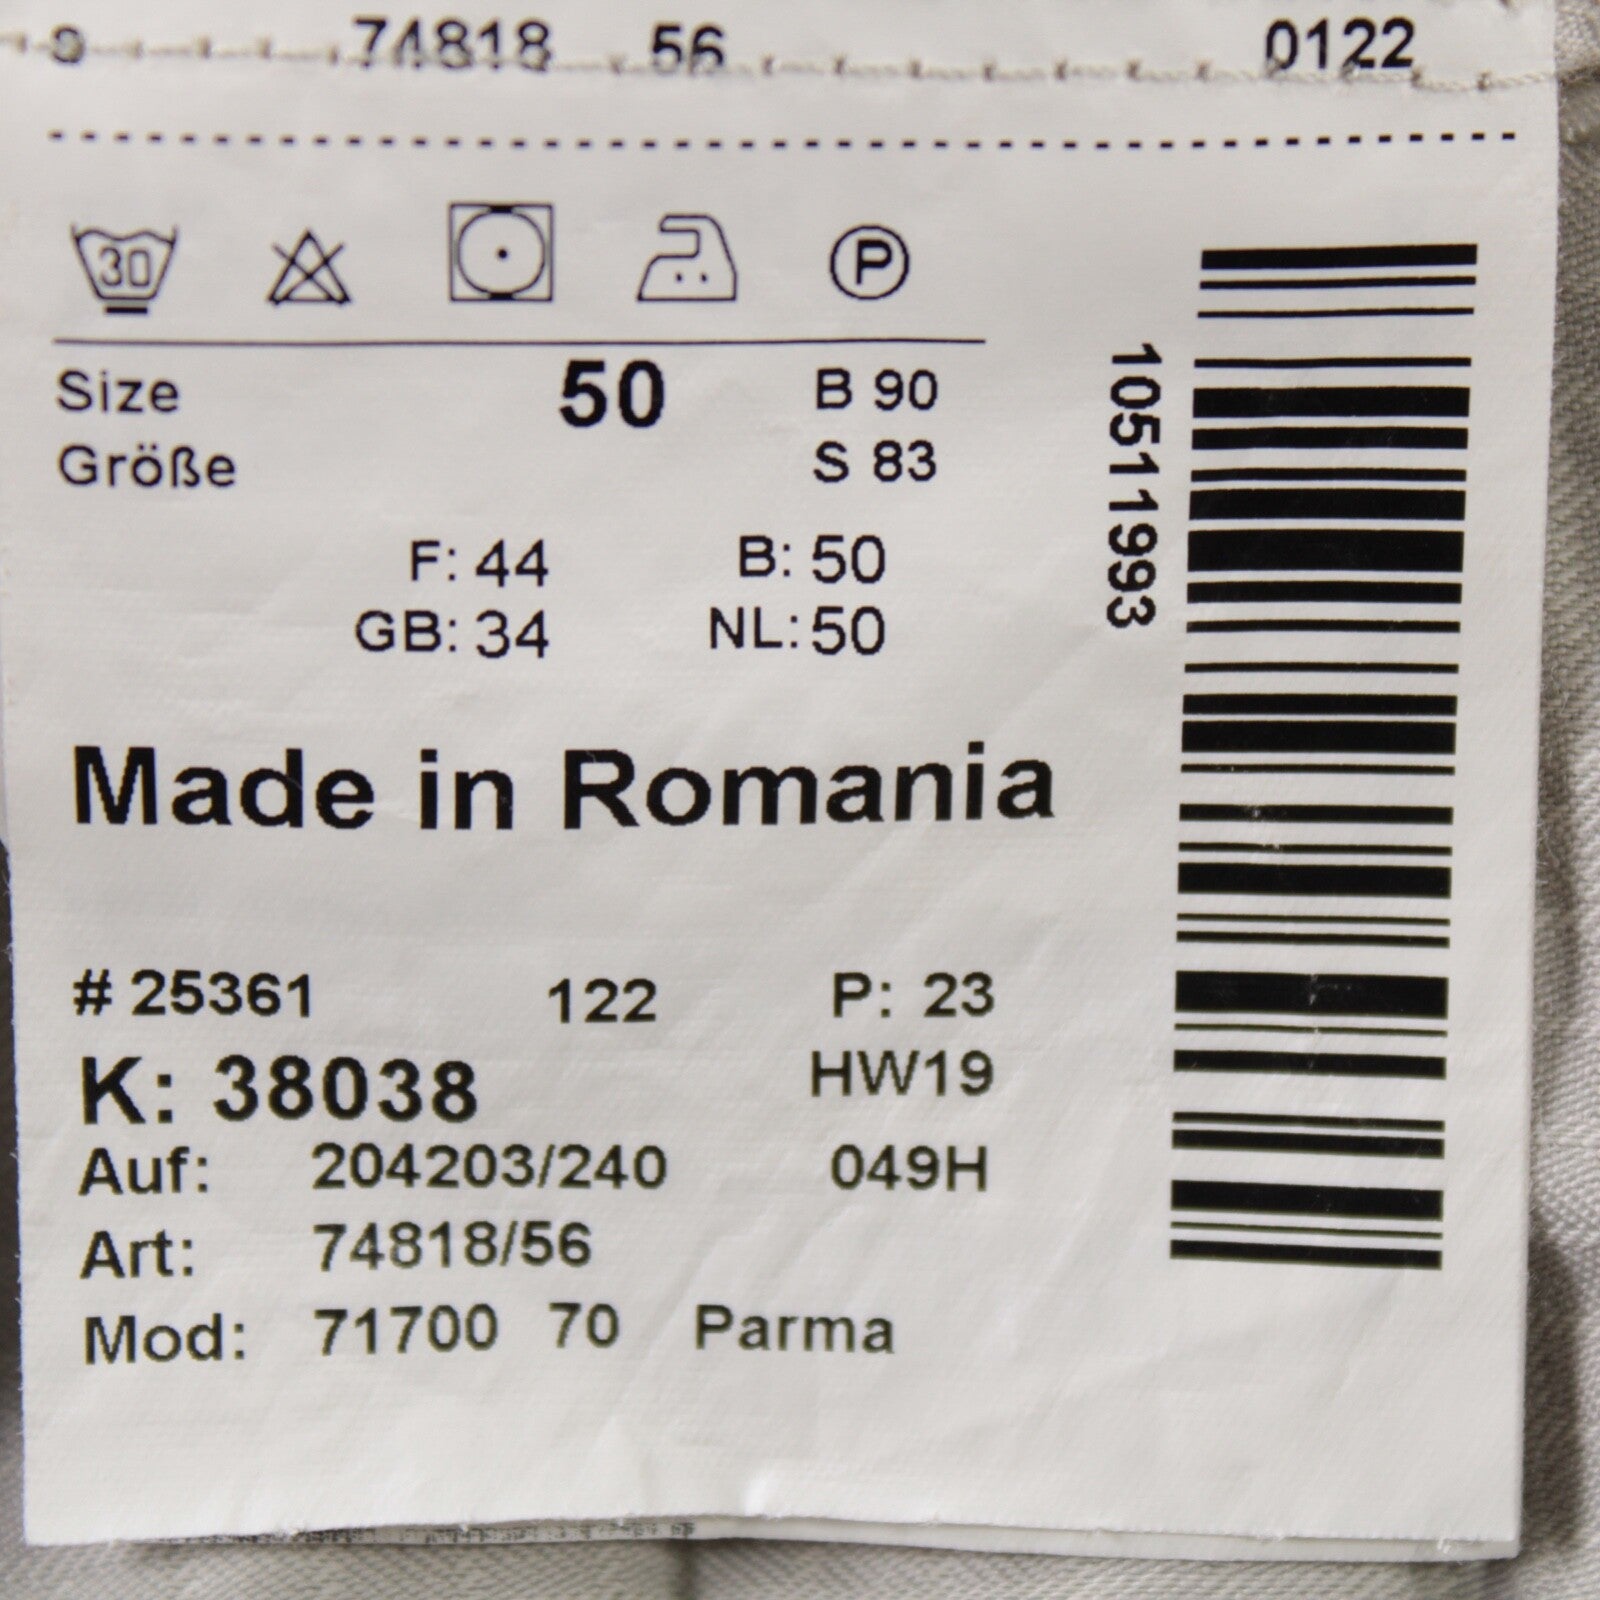 74818 56 0122
30 P
Size 50 B 90
Größe S 83
F: 44 B: 50
GB: 34 NL: 50
Made in Romania
# 25361 122 P: 23
K: 38038 HW19
Auf: 204203/240 049H
Art: 74818/56
Mod: 71700 70 Parma
10511993